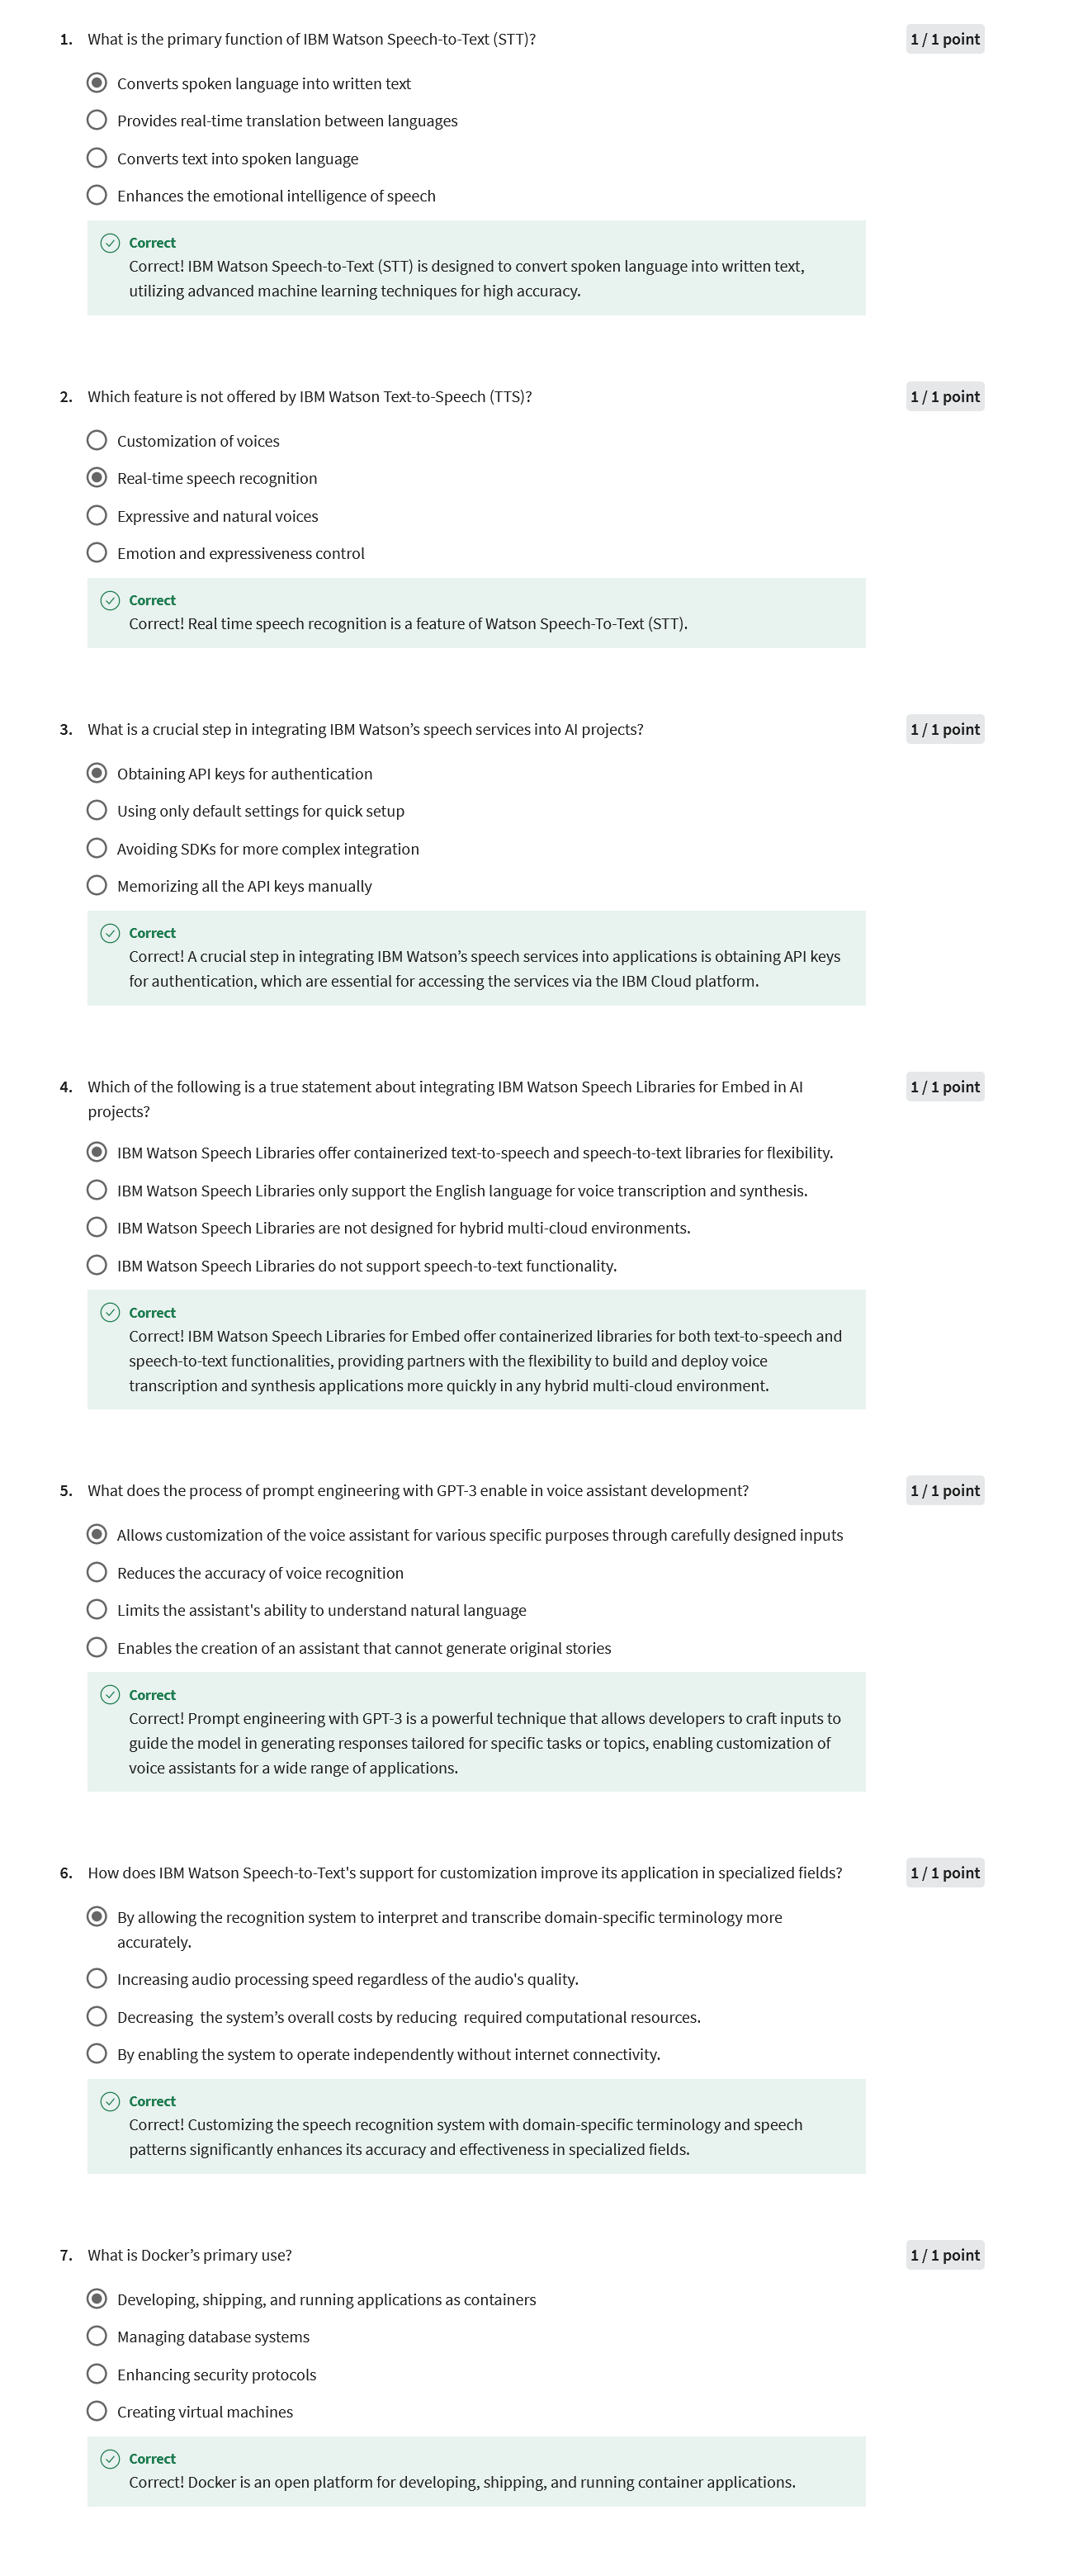 1. What is the primary function of IBM Watson Speech-to-Text (STT)? 1 / 1 point
Converts spoken language into written text
Provides real-time translation between languages
Converts text into spoken language
Enhances the emotional intelligence of speech
Correct
Correct! IBM Watson Speech-to-Text (STT) is designed to convert spoken language into written text,
utilizing advanced machine learning techniques for high accuracy.
2. Which feature is not offered by IBM Watson Text-to-Speech (TTS)? 1 / 1 point
Customization of voices
Real-time speech recognition
Expressive and natural voices
Emotion and expressiveness control
Correct
Correct! Real time speech recognition is a feature of Watson Speech-To-Text (STT).
3. What is a crucial step in integrating IBM Watson’s speech services into AI projects? 1 / 1 point
Obtaining API keys for authentication
Using only default settings for quick setup
Avoiding SDKs for more complex integration
Memorizing all the API keys manually
Correct
Correct! A crucial step in integrating IBM Watson’s speech services into applications is obtaining API keys
for authentication, which are essential for accessing the services via the IBM Cloud platform.
4. Which of the following is a true statement about integrating IBM Watson Speech Libraries for Embed in AI 1 / 1 point
projects?
IBM Watson Speech Libraries offer containerized text-to-speech and speech-to-text libraries for flexibility.
IBM Watson Speech Libraries only support the English language for voice transcription and synthesis.
IBM Watson Speech Libraries are not designed for hybrid multi-cloud environments.
IBM Watson Speech Libraries do not support speech-to-text functionality.
Correct
Correct! IBM Watson Speech Libraries for Embed offer containerized libraries for both text-to-speech and
speech-to-text functionalities, providing partners with the flexibility to build and deploy voice
transcription and synthesis applications more quickly in any hybrid multi-cloud environment.
5. What does the process of prompt engineering with GPT-3 enable in voice assistant development? 1 / 1 point
Allows customization of the voice assistant for various specific purposes through carefully designed inputs
Reduces the accuracy of voice recognition
Limits the assistant's ability to understand natural language
Enables the creation of an assistant that cannot generate original stories
Correct
Correct! Prompt engineering with GPT-3 is a powerful technique that allows developers to craft inputs to
guide the model in generating responses tailored for specific tasks or topics, enabling customization of
voice assistants for a wide range of applications.
6. How does IBM Watson Speech-to-Text's support for customization improve its application in specialized fields? 1 / 1 point
By allowing the recognition system to interpret and transcribe domain-specific terminology more
accurately.
Increasing audio processing speed regardless of the audio's quality.
Decreasing the system’s overall costs by reducing required computational resources.
By enabling the system to operate independently without internet connectivity.
Correct
Correct! Customizing the speech recognition system with domain-specific terminology and speech
patterns significantly enhances its accuracy and effectiveness in specialized fields.
7. What is Docker’s primary use? 1 / 1 point
Developing, shipping, and running applications as containers
Managing database systems
Enhancing security protocols
Creating virtual machines
Correct
Correct! Docker is an open platform for developing, shipping, and running container applications.